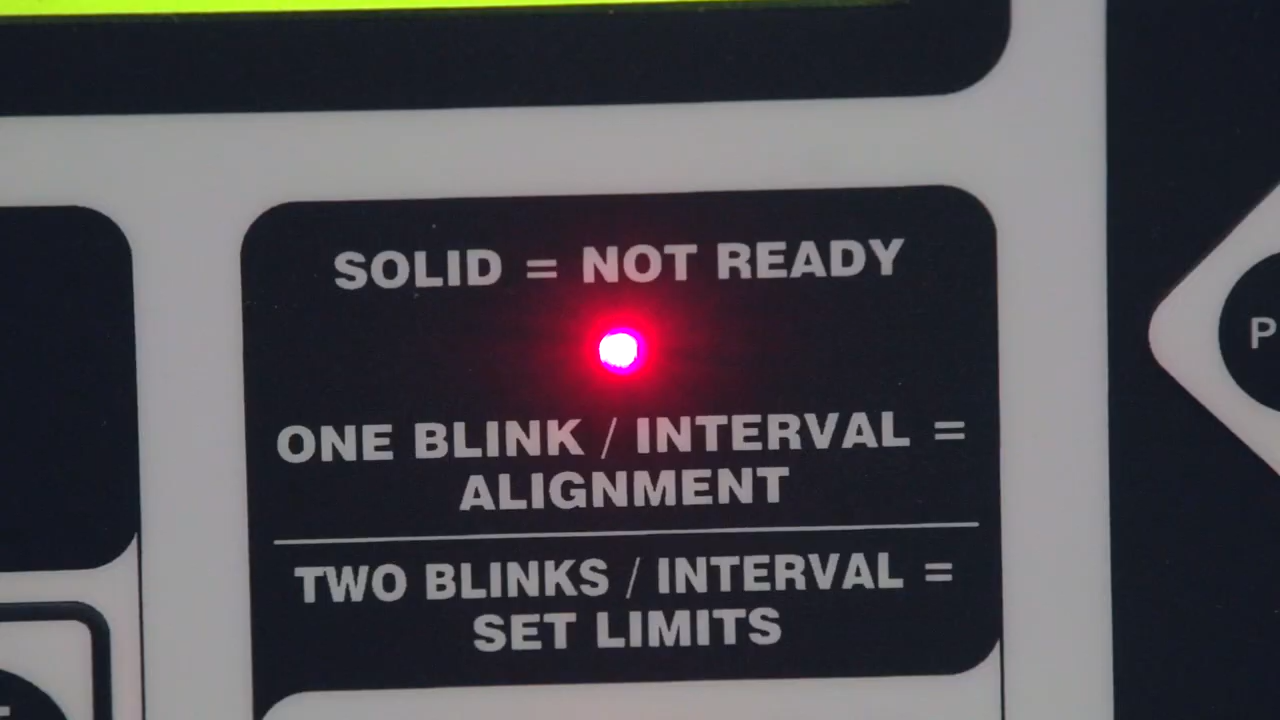 SOLID = NOT READY
ONE BLINK / INTERVAL =
ALIGNMENT
TWO BLINKS / INTERVAL =
SET LIMITS